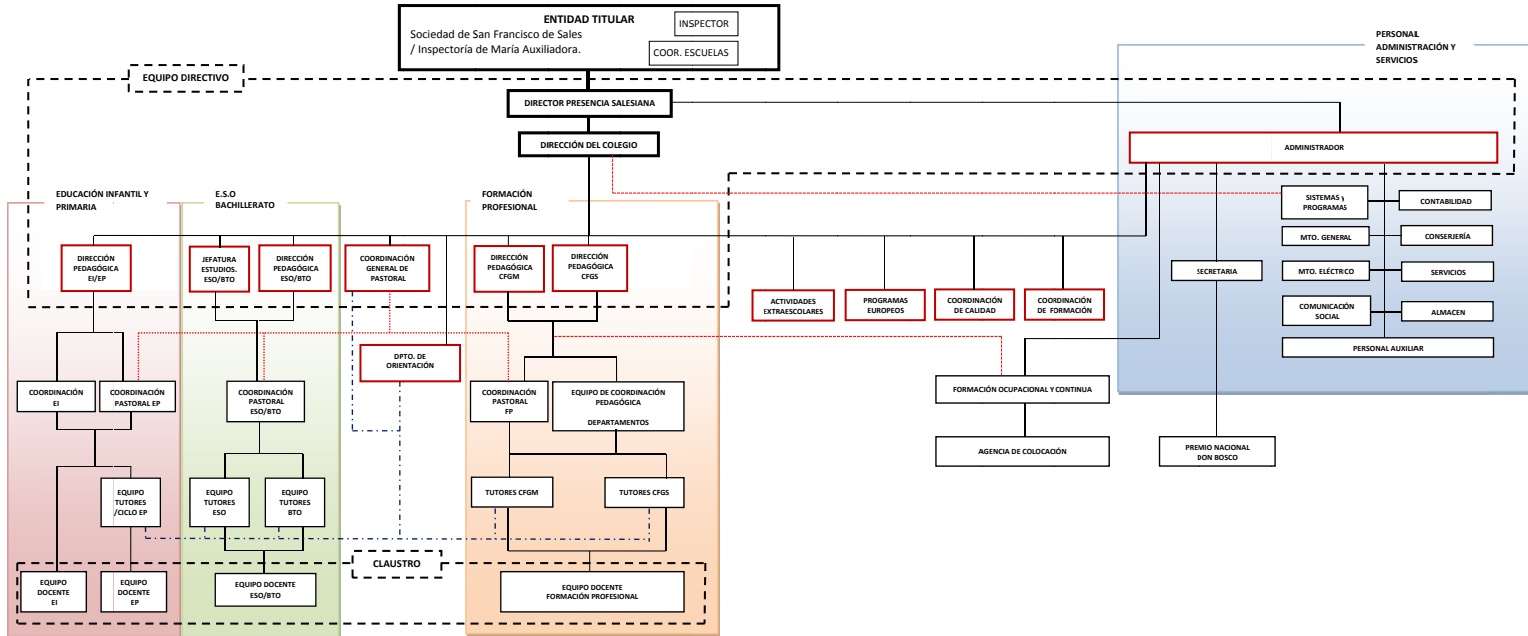 ENTIDAD TITULAR
Sociedad de San Francisco de Sales
/ Inspectoría de María Auxiliadora.
INSPECTOR
COOR. ESCUELAS
PERSONAL
ADMINISTRACIÓN Y
SERVICIOS
EQUIPO DIRECTIVO
DIRECTOR PRESENCIA SALESIANA
DIRECCIÓN DEL COLEGIO
ADMINISTRADOR
EDUCACIÓN INFANTIL Y
PRIMARIA
E.S.O
BACHILLERATO
FORMACIÓN
PROFESIONAL
SISTEMAS y
PROGRAMAS
CONTABILIDAD
MTO. GENERAL
CONSERJERÍA
MTO. ELÉCTRICO
SERVICIOS
COMUNICACIÓN
SOCIAL
ALMACEN
PERSONAL AUXILIAR
SECRETARIA
DIRECCIÓN
PEDAGÓGICA
EI/EP
JEFATURA
ESTUDIOS.
ESO/BTO
DIRECCIÓN
PEDAGÓGICA
ESO/BTO
COORDINACIÓN
GENERAL DE
PASTORAL
DIRECCIÓN
PEDAGÓGICA
CFGM
DIRECCIÓN
PEDAGÓGICA
CFGS
ACTIVIDADES
EXTRAESCOLARES
PROGRAMAS
EUROPEOS
COORDINACIÓN
DE CALIDAD
COORDINACIÓN
DE FORMACIÓN
DPTO. DE
ORIENTACIÓN
COORDINACIÓN
EI
COORDINACIÓN
PASTORAL EP
COORDINACIÓN
PASTORAL
ESO/BTO
COORDINACIÓN
PASTORAL
FP
EQUIPO DE COORDINACIÓN
PEDAGÓGICA
DEPARTAMENTOS
FORMACIÓN OCUPACIONAL Y CONTINUA
AGENCIA DE COLOCACIÓN
PREMIO NACIONAL
DON BOSCO
EQUIPO
TUTORES
/CICLO EP
EQUIPO
TUTORES
ESO
EQUIPO
TUTORES
BTO
TUTORES CFGM
TUTORES CFGS
CLAUSTRO
EQUIPO
DOCENTE
EI
EQUIPO
DOCENTE
EP
EQUIPO DOCENTE
ESO/BTO
EQUIPO DOCENTE
FORMACIÓN PROFESIONAL